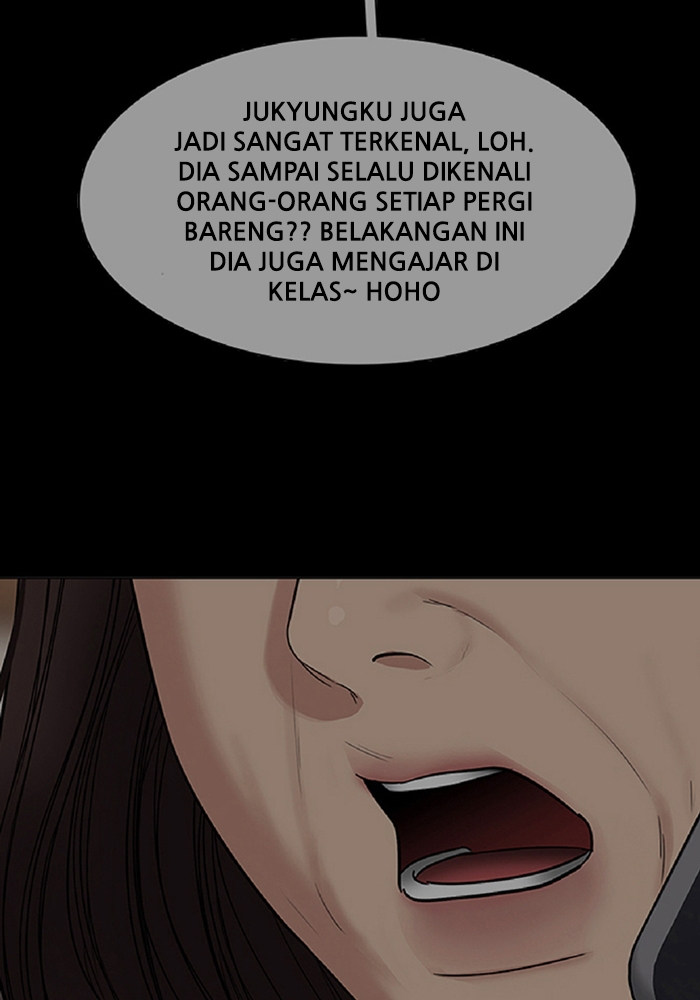 JUKYUNGKU JUGA
JADI SANGAT TERKENAL, LOH.
DIA SAMPAI SELALU DIKENALI
ORANG-ORANG SETIAP PERGI
BARENG?? BELAKANGAN INI
DIA JUGA MENGAJAR DI
KELAS~ HOHO